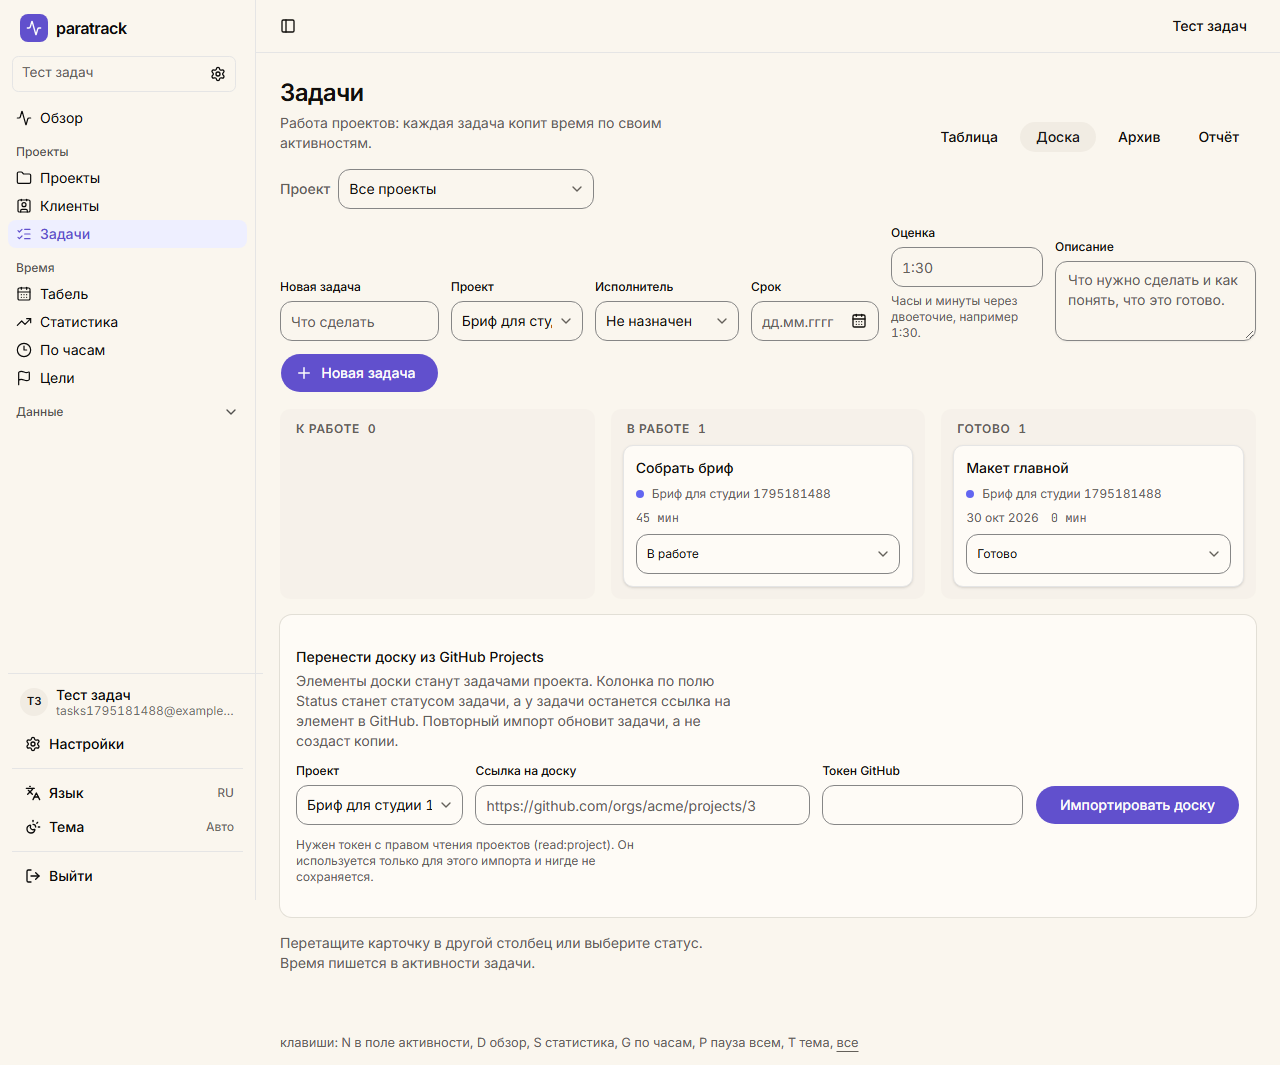 paratrack
Тест задач
Обзор
Проекты
Проекты
Клиенты
Задачи
Время
Табель
Статистика
По часам
Цели
Данные
ТЗ
Тест задач
tasks1795181488@example...
Настройки
Язык RU
Тема Авто
Выйти
Тест задач
Задачи
Работа проектов: каждая задача копит время по своим
активностям.
Таблица Доска Архив Отчёт
Проект Все проекты
Новая задача
Что сделать
Проект
Бриф для сту
Исполнитель
Не назначен
Срок
дд.мм.гггг
Оценка
1:30
Часы и минуты через
двоеточие, например
1:30.
Описание
Что нужно сделать и как
понять, что это готово.
Новая задача
К РАБОТЕ 0
В РАБОТЕ 1
Собрать бриф
Бриф для студии 1795181488
45 мин
В работе
ГОТОВО 1
Макет главной
Бриф для студии 1795181488
30 окт 2026 0 мин
Готово
Перенести доску из GitHub Projects
Элементы доски станут задачами проекта. Колонка по полю
Status станет статусом задачи, а у задачи останется ссылка на
элемент в GitHub. Повторный импорт обновит задачи, а не
создаст копии.
Проект
Бриф для студии 1
Ссылка на доску
https://github.com/orgs/acme/projects/3
Токен GitHub
Импортировать доску
Нужен токен с правом чтения проектов (read:project). Он
используется только для этого импорта и нигде не
сохраняется.
Перетащите карточку в другой столбец или выберите статус.
Время пишется в активности задачи.
клавиши: N в поле активности, D обзор, S статистика, G по часам, P пауза всем, T тема, все